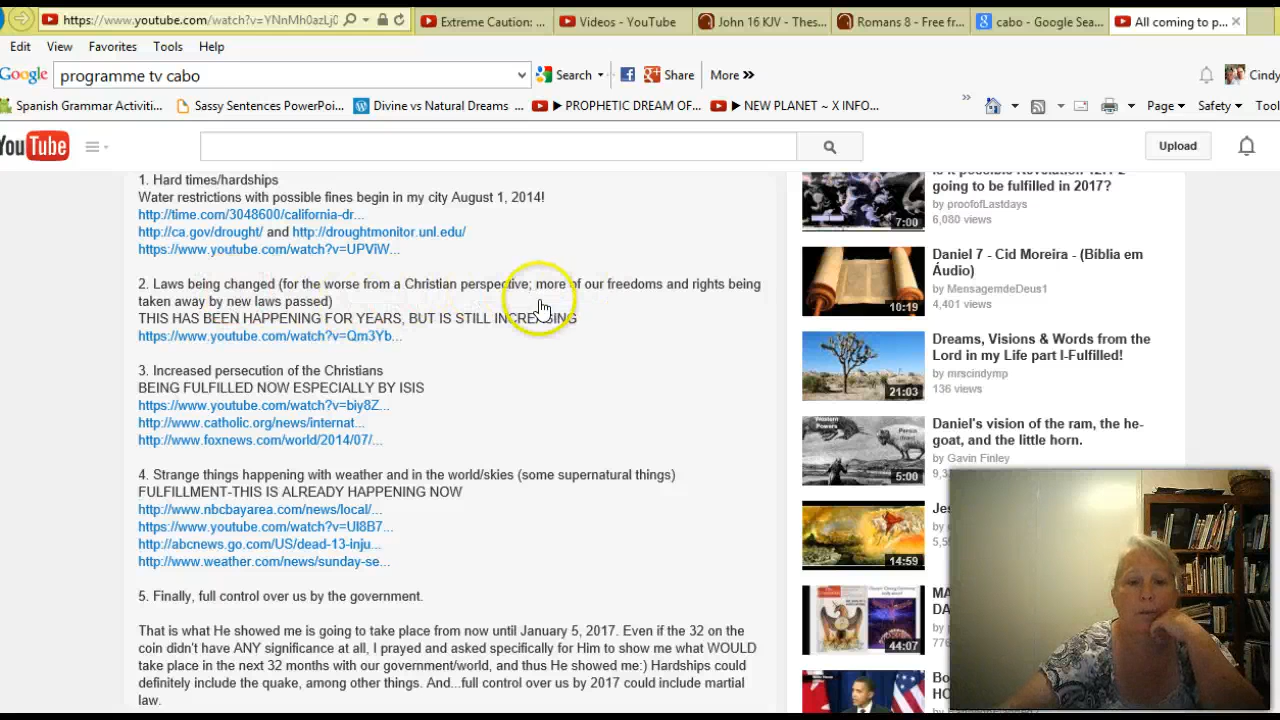 https://www.youtube.com/watch?v=YNnMh0azLj0
Extreme Caution: ...
Videos - YouTube
John 16 KJV - Thes...
Romans 8 - Free fr...
cabo - Google Sea...
All coming to p...
Edit View Favorites Tools Help
Google
programme tv cabo
Search
Share
More »
Cindy
Spanish Grammar Activiti...
Sassy Sentences PowerPoi...
Divine vs Natural Dreams ...
▶ PROPHETIC DREAM OF...
▶ NEW PLANET ~ X INFO...
»
Page
Safety
Tool
YouTube
Upload
1. Hard times/hardships
Water restrictions with possible fines begin in my city August 1, 2014!
http://time.com/3048600/california-dr...
http://ca.gov/drought/ and http://droughtmonitor.unl.edu/
https://www.youtube.com/watch?v=UPViW...
2. Laws being changed (for the worse from a Christian perspective; more of our freedoms and rights being
taken away by new laws passed)
THIS HAS BEEN HAPPENING FOR YEARS, BUT IS STILL INCREASING
https://www.youtube.com/watch?v=Qm3Yb...
3. Increased persecution of the Christians
BEING FULFILLED NOW ESPECIALLY BY ISIS
https://www.youtube.com/watch?v=biy8Z...
http://www.catholic.org/news/internat...
http://www.foxnews.com/world/2014/07/...
4. Strange things happening with weather and in the world/skies (some supernatural things)
FULFILLMENT-THIS IS ALREADY HAPPENING NOW
http://www.nbcbayarea.com/news/local/...
https://www.youtube.com/watch?v=UI8B7...
http://abcnews.go.com/US/dead-13-inju...
http://www.weather.com/news/sunday-se...
5. Finally, full control over us by the government.
That is what He showed me is going to take place from now until January 5, 2017. Even if the 32 on the
coin didn't have ANY significance at all, I prayed and asked specifically for Him to show me what WOULD
take place in the next 32 months with our government/world, and thus He showed me:) Hardships could
definitely include the quake, among other things. And...full control over us by 2017 could include martial
law.
going to be fulfilled in 2017?
by proofofLastdays
6,080 views
7:00
Daniel 7 - Cid Moreira - (Bíblia em
Áudio)
by MensagemdeDeus1
4,401 views
10:19
Dreams, Visions & Words from the
Lord in my Life part I-Fulfilled!
by mrscindymp
136 views
21:03
Daniel's vision of the ram, the he-
goat, and the little horn.
by Gavin Finley
5:00
Western
Powers
Persia
14:59
44:07